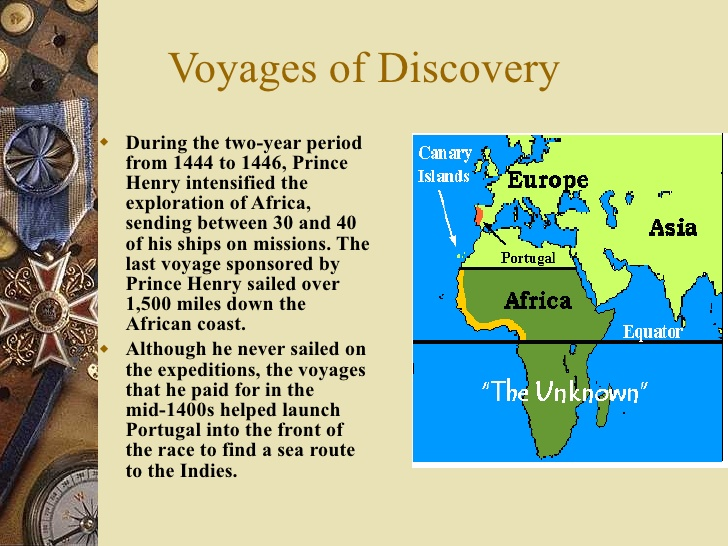 Voyages of Discovery
During the two-year period
from 1444 to 1446, Prince
Henry intensified the
exploration of Africa,
sending between 30 and 40
of his ships on missions. The
last voyage sponsored by
Prince Henry sailed over
1,500 miles down the
African coast.
Although he never sailed on
the expeditions, the voyages
that he paid for in the
mid-1400s helped launch
Portugal into the front of
the race to find a sea route
to the Indies.
Canary
Islands
Europe
Asia
Portugal
Africa
Equator
"The Unknown"